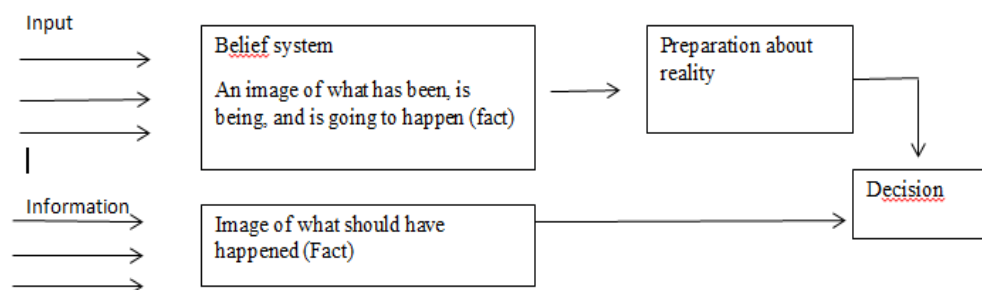 Input
Belief system
An image of what has been, is
being, and is going to happen (fact)
Preparation about
reality
Decision
Information
Image of what should have
happened (Fact)